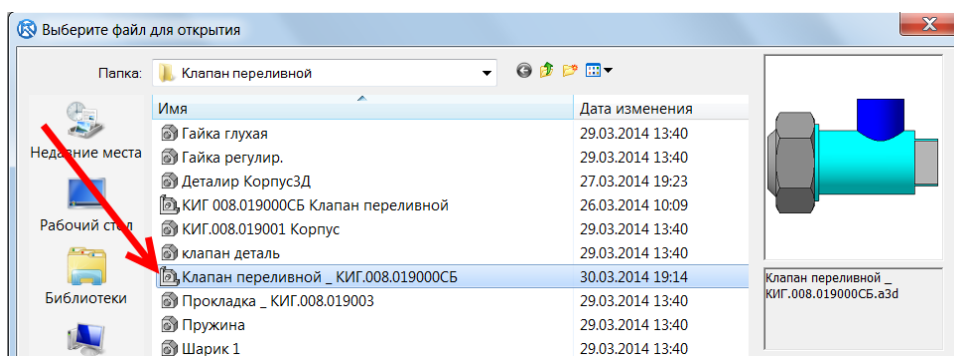 Выберите файл для открытия
Папка: Клапан переливной
Имя Дата изменения
Гайка глухая 29.03.2014 13:40
Гайка регулир. 29.03.2014 13:40
Деталир Корпус3Д 27.03.2014 19:23
КИГ 008.019000СБ Клапан переливной 26.03.2014 10:09
КИГ.008.019001 Корпус 29.03.2014 13:40
клапан деталь 29.03.2014 13:40
Клапан переливной _ КИГ.008.019000СБ 30.03.2014 19:14
Прокладка _ КИГ.008.019003 29.03.2014 13:40
Пружина 29.03.2014 13:40
Шарик 1 29.03.2014 13:40
Недавние места
Рабочий стол
Библиотеки
Клапан переливной _
КИГ.008.019000СБ.a3d